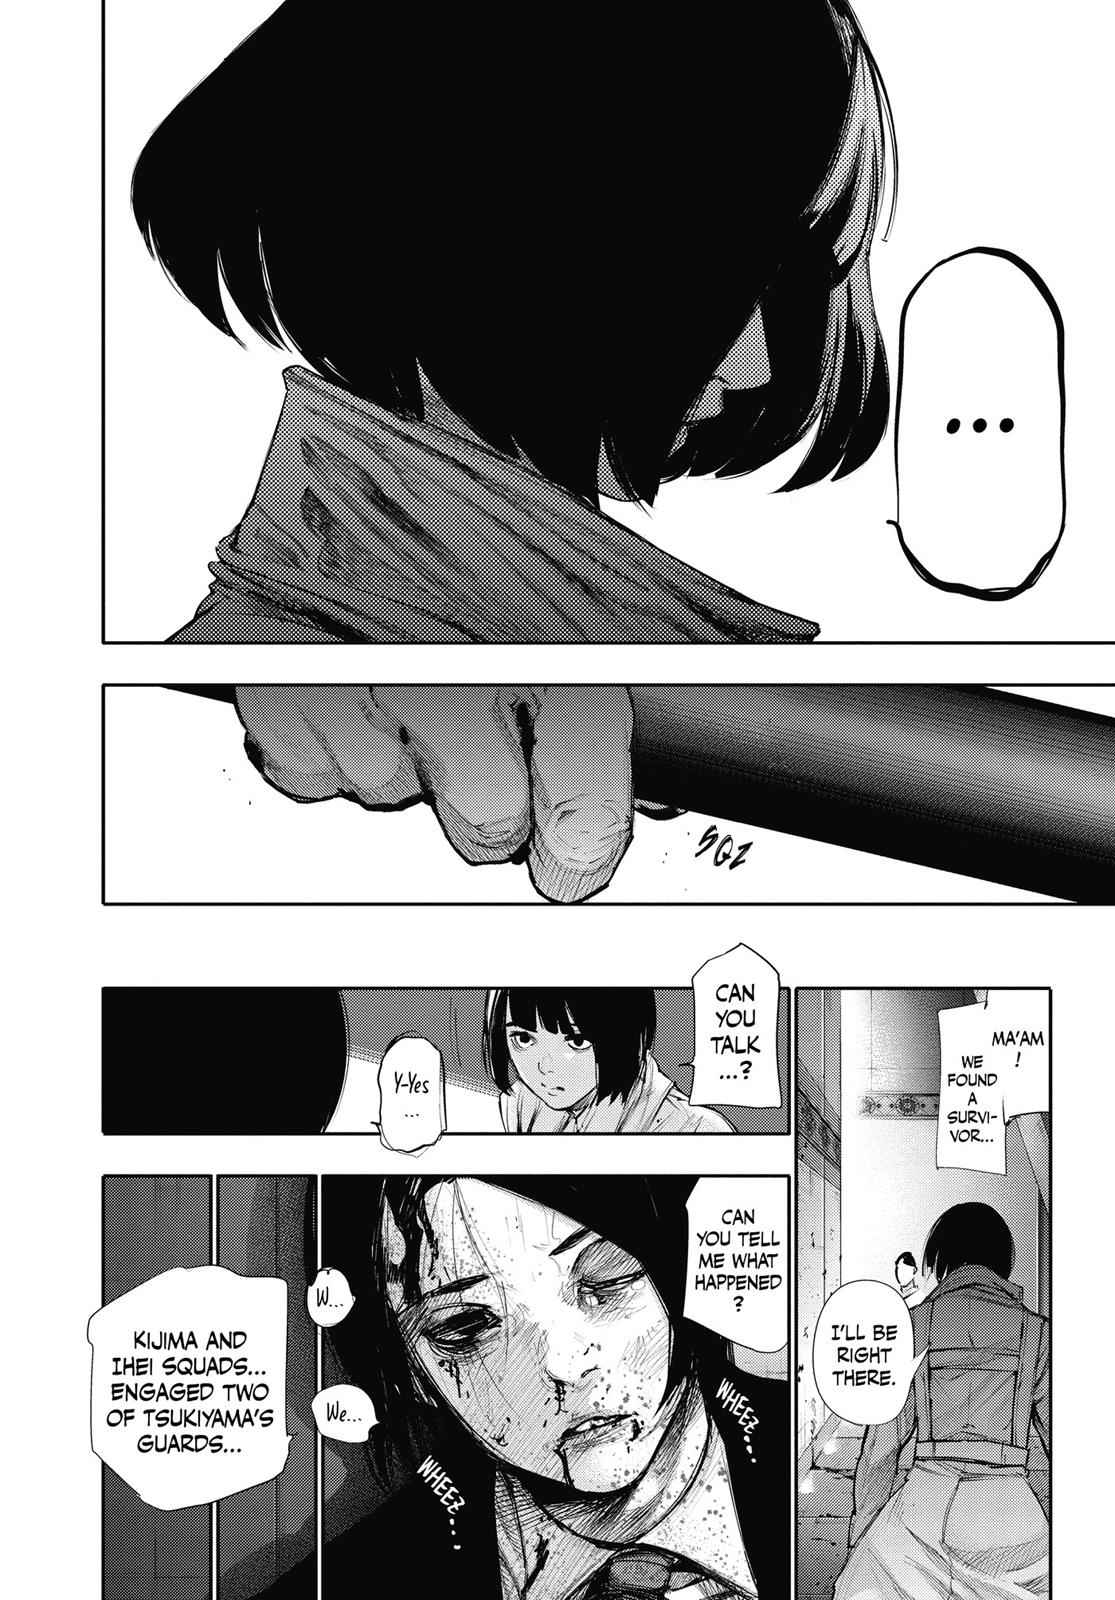 ...
SQZ
MA'AM
!
WE
FOUND
A
SURVI-
VOR...
I'LL BE
RIGHT
THERE.
CAN
YOU
TALK
...?
Y-Yes
...
CAN
YOU TELL
ME WHAT
HAPPENED
?
WHEEZ...
W...
We...
WHEEZ...
KIJIMA AND
IHEI SQUADS...
ENGAGED TWO
OF TSUKIYAMA'S
GUARDS...